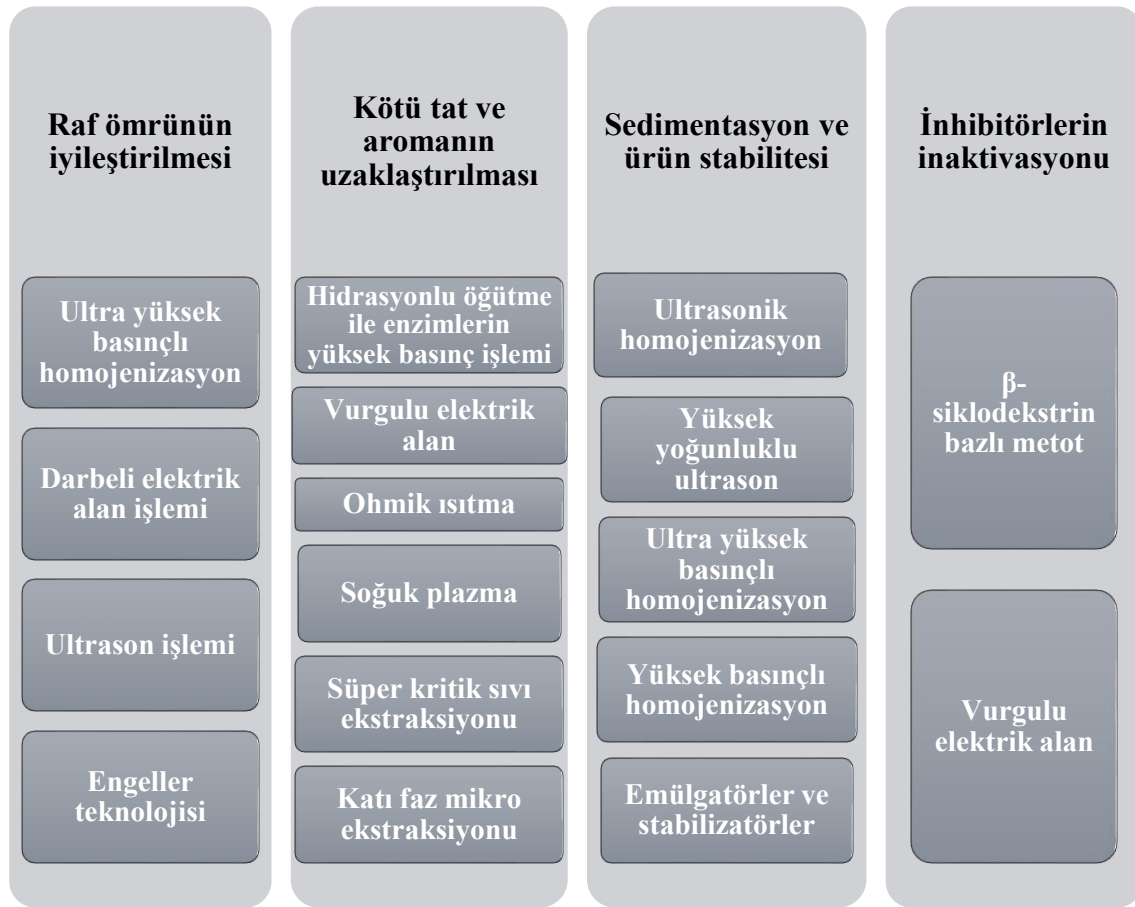 Raf ömrünün
iyileştirilmesi
Ultra yüksek
basınçlı
homojenizasyon
Darbeli elektrik
alan işlemi
Ultrason işlemi
Engeller
teknolojisi
Kötü tat ve
aromanın
uzaklaştırılması
Hidrasyonlu öğütme
ile enzimlerin
yüksek basınç işlemi
Vurgulu elektrik
alan
Ohmik ısıtma
Soğuk plazma
Süper kritik sıvı
ekstraksiyonu
Katı faz mikro
ekstraksiyonu
Sedimentasyon ve
ürün stabilitesi
Ultrasonik
homojenizasyon
Yüksek
yoğunluklu
ultrason
Ultra yüksek
basınçlı
homojenizasyon
Yüksek basınçlı
homojenizasyon
Emülgatörler ve
stabilizatörler
İnhibitörlerin
inaktivasyonu
β-
siklodekstrin
bazlı metot
Vurgulu
elektrik alan